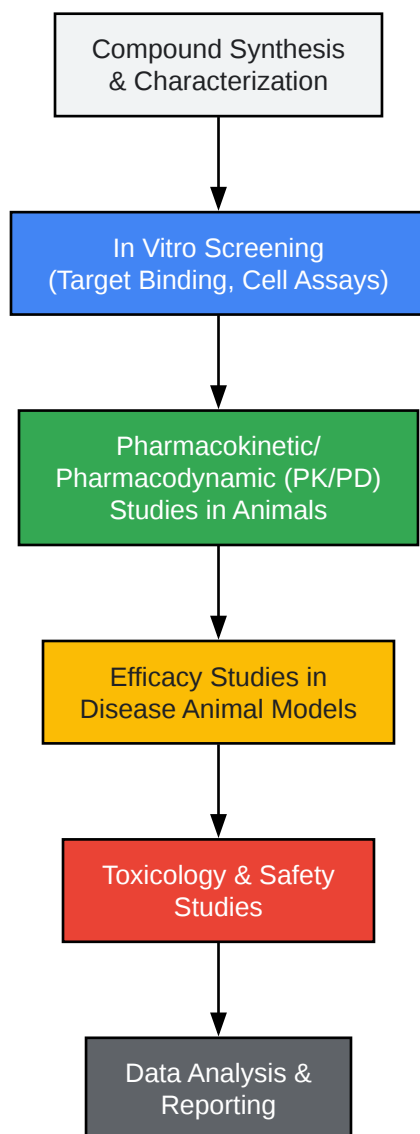 Compound Synthesis
& Characterization
In Vitro Screening
(Target Binding, Cell Assays)
Pharmacokinetic/
Pharmacodynamic (PK/PD)
Studies in Animals
Efficacy Studies in
Disease Animal Models
Toxicology & Safety
Studies
Data Analysis &
Reporting